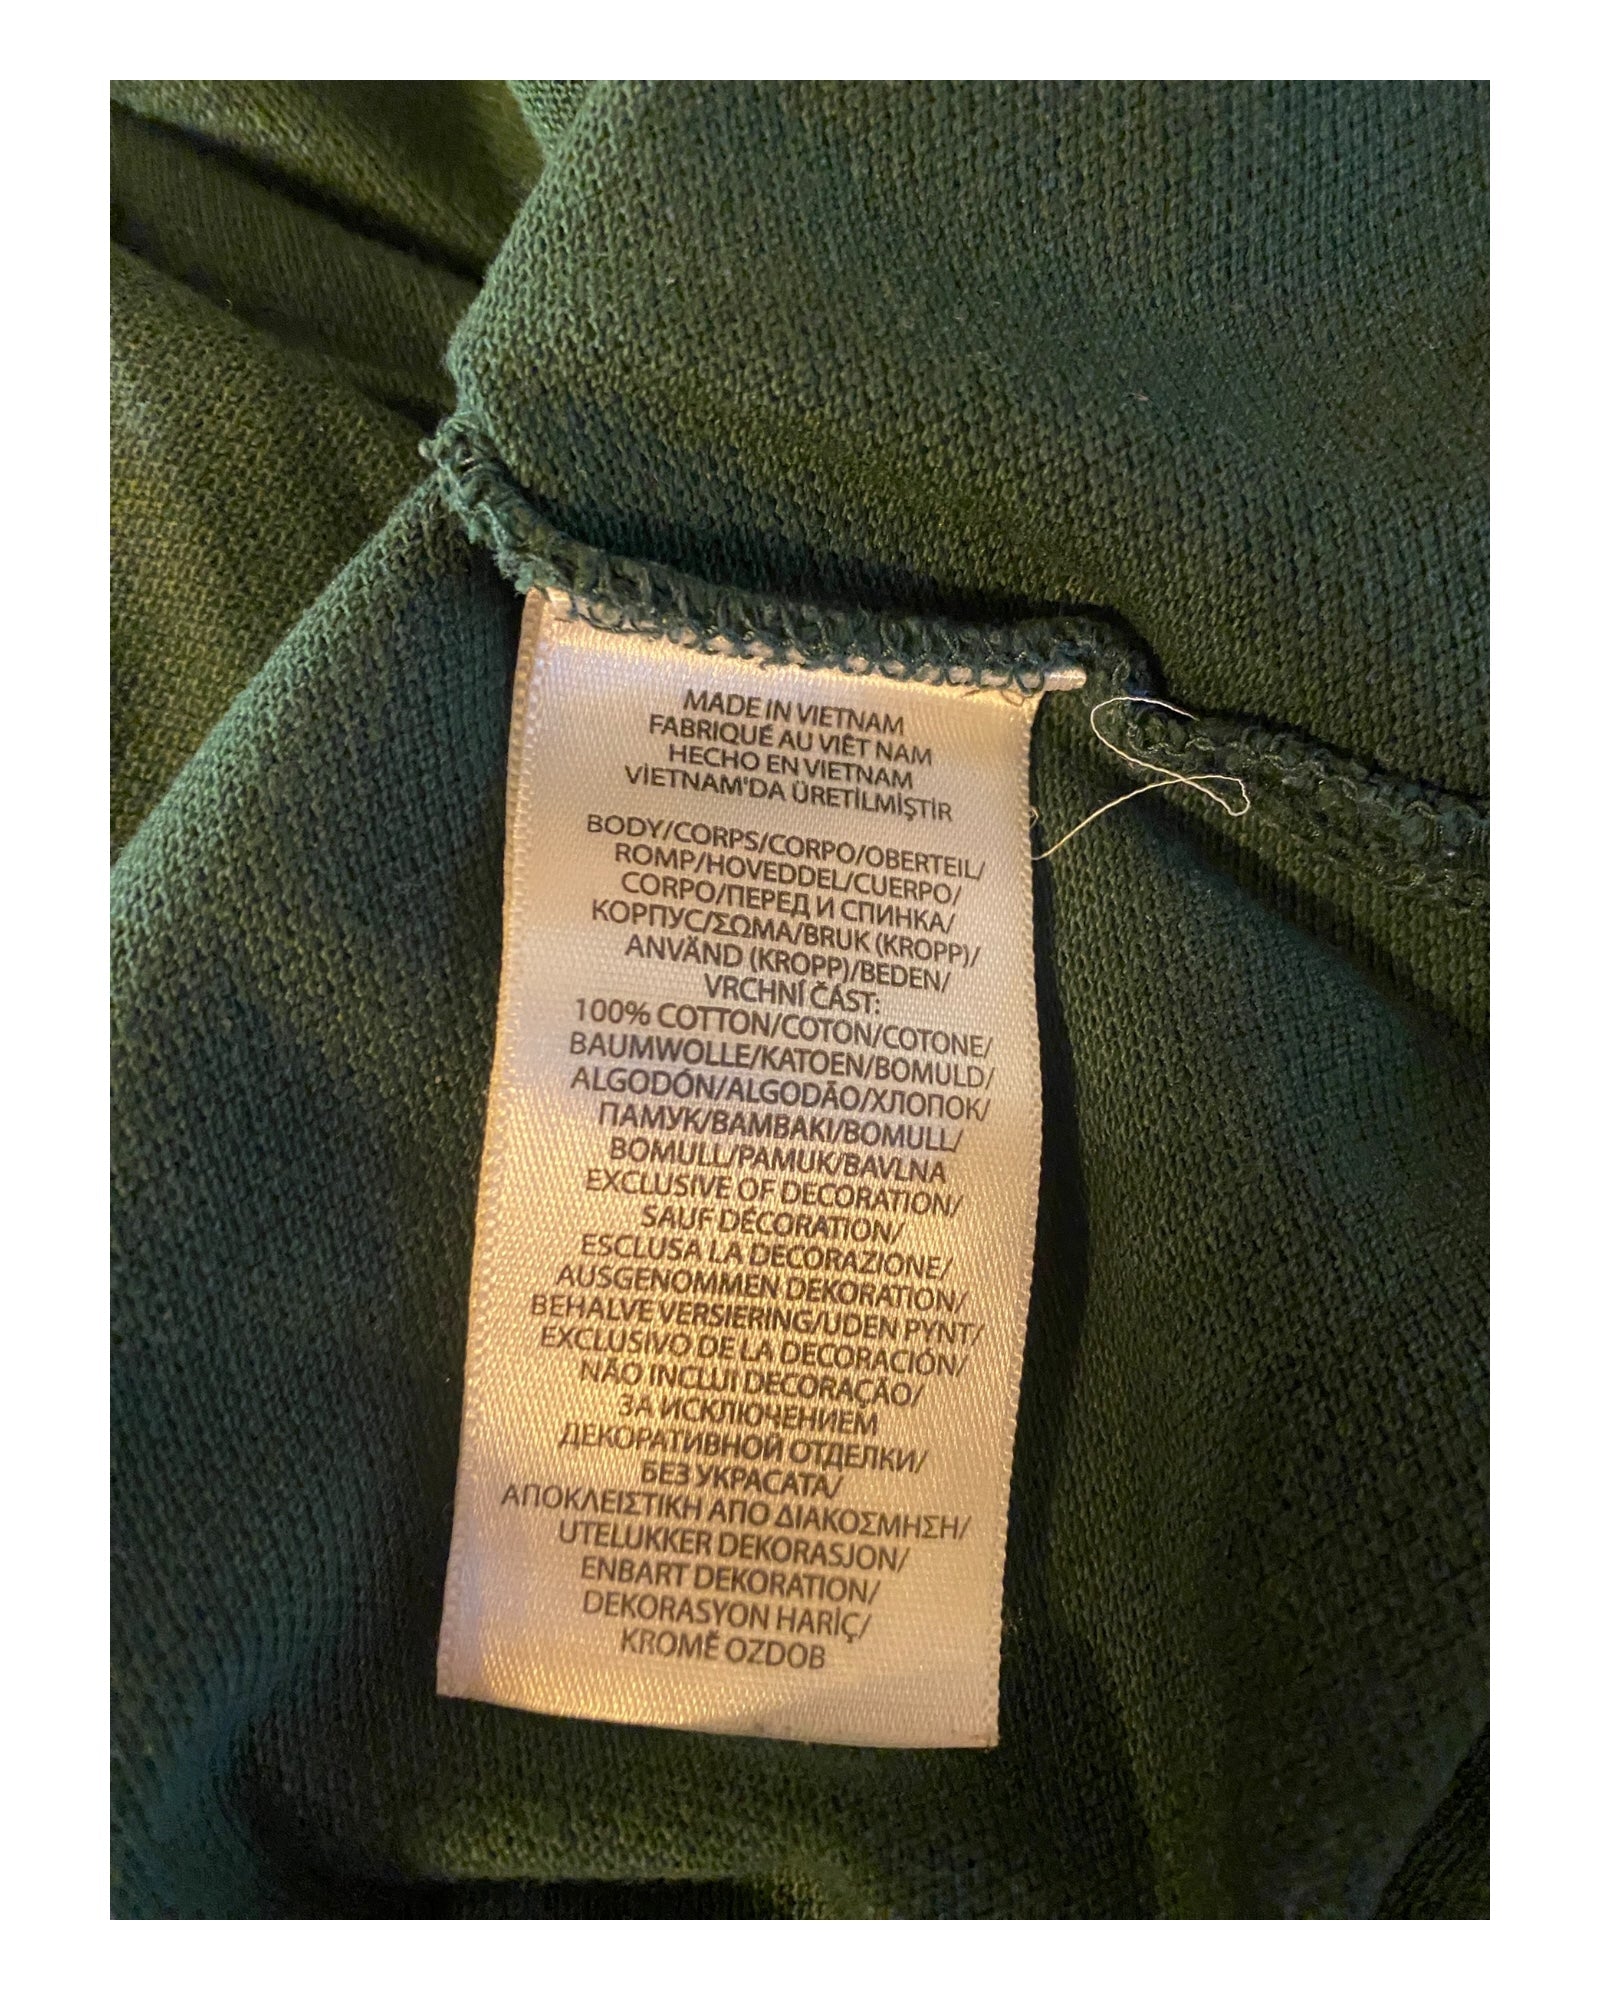 MADE IN VIETNAM
FABRIQUÉ AU VIÊT NAM
HECHO EN VIETNAM
VİETNAM'DA ÜRETİLMİŞTİR
BODY/CORPS/CORPO/OBERTEIL/
ROMP/HOVEDDEL/CUERPO/
CORPO/ПЕРЕД И СПИНКА/
КОРПУС/ΣΩΜΑ/BRUK (KROPP)/
ANVÄND (KROPP)/BEDEN/
VRCHNÍ ČÁST:
100% COTTON/COTON/COTONE/
BAUMWOLLE/KATOEN/BOMULD/
ALGODÓN/ALGODÃO/ХЛОПОК/
ПАМУК/ΒΑΜΒΑΚΙ/BOMULL/
BOMULL/PAMUK/BAVLNA
EXCLUSIVE OF DECORATION/
SAUF DÉCORATION/
ESCLUSA LA DECORAZIONE/
AUSGENOMMEN DEKORATION/
BEHALVE VERSIERING/UDEN PYNT/
EXCLUSIVO DE LA DECORACIÓN/
NÃO INCLUI DECORAÇÃO/
ЗА ИСКЛЮЧЕНИЕМ
ДЕКОРАТИВНОЙ ОТДЕЛКИ/
БЕЗ УКРАСАТА/
ΑΠΟΚΛΕΙΣΤΙΚΗ ΑΠΟ ΔΙΑΚΟΣΜΗΣΗ/
UTELUKKER DEKORASJON/
ENBART DEKORATION/
DEKORASYON HARİÇ/
KROMĚ OZDOB